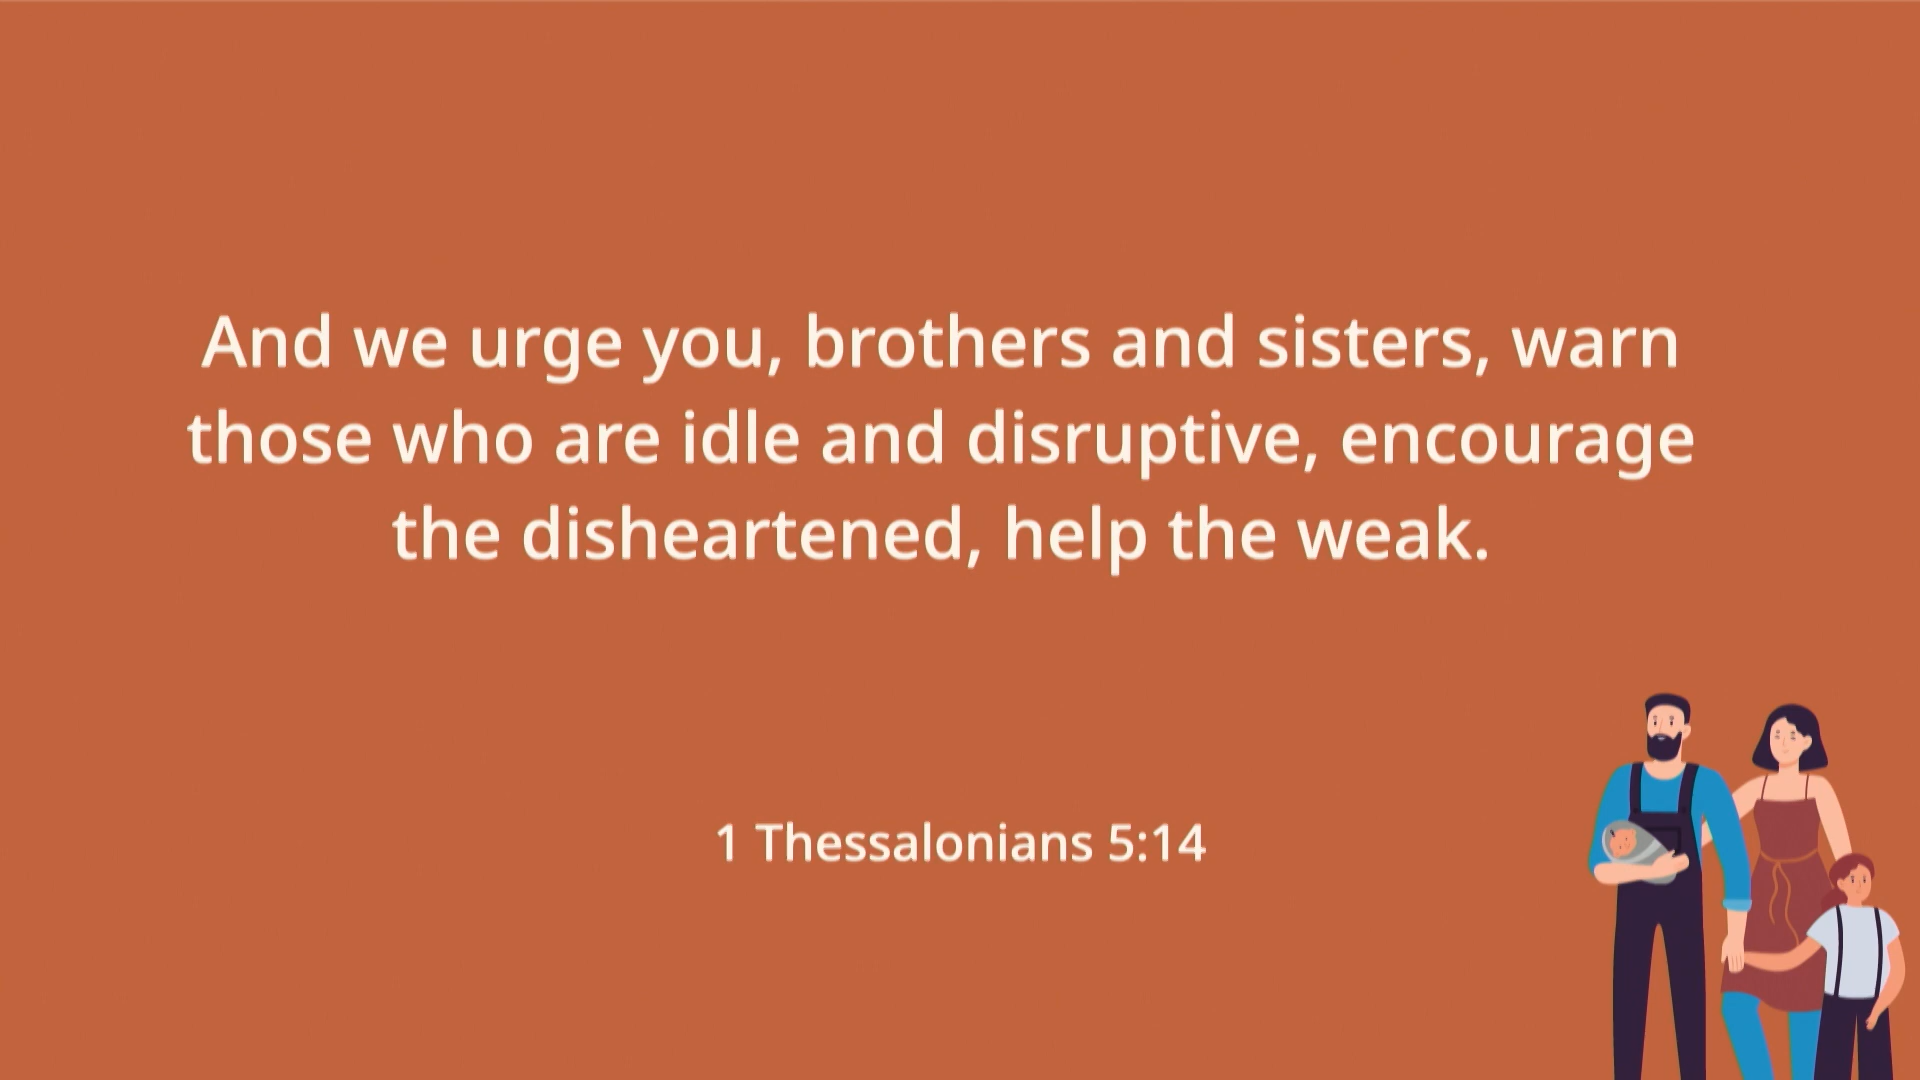 And we urge you, brothers and sisters, warn
those who are idle and disruptive, encourage
the disheartened, help the weak.
1 Thessalonians 5:14